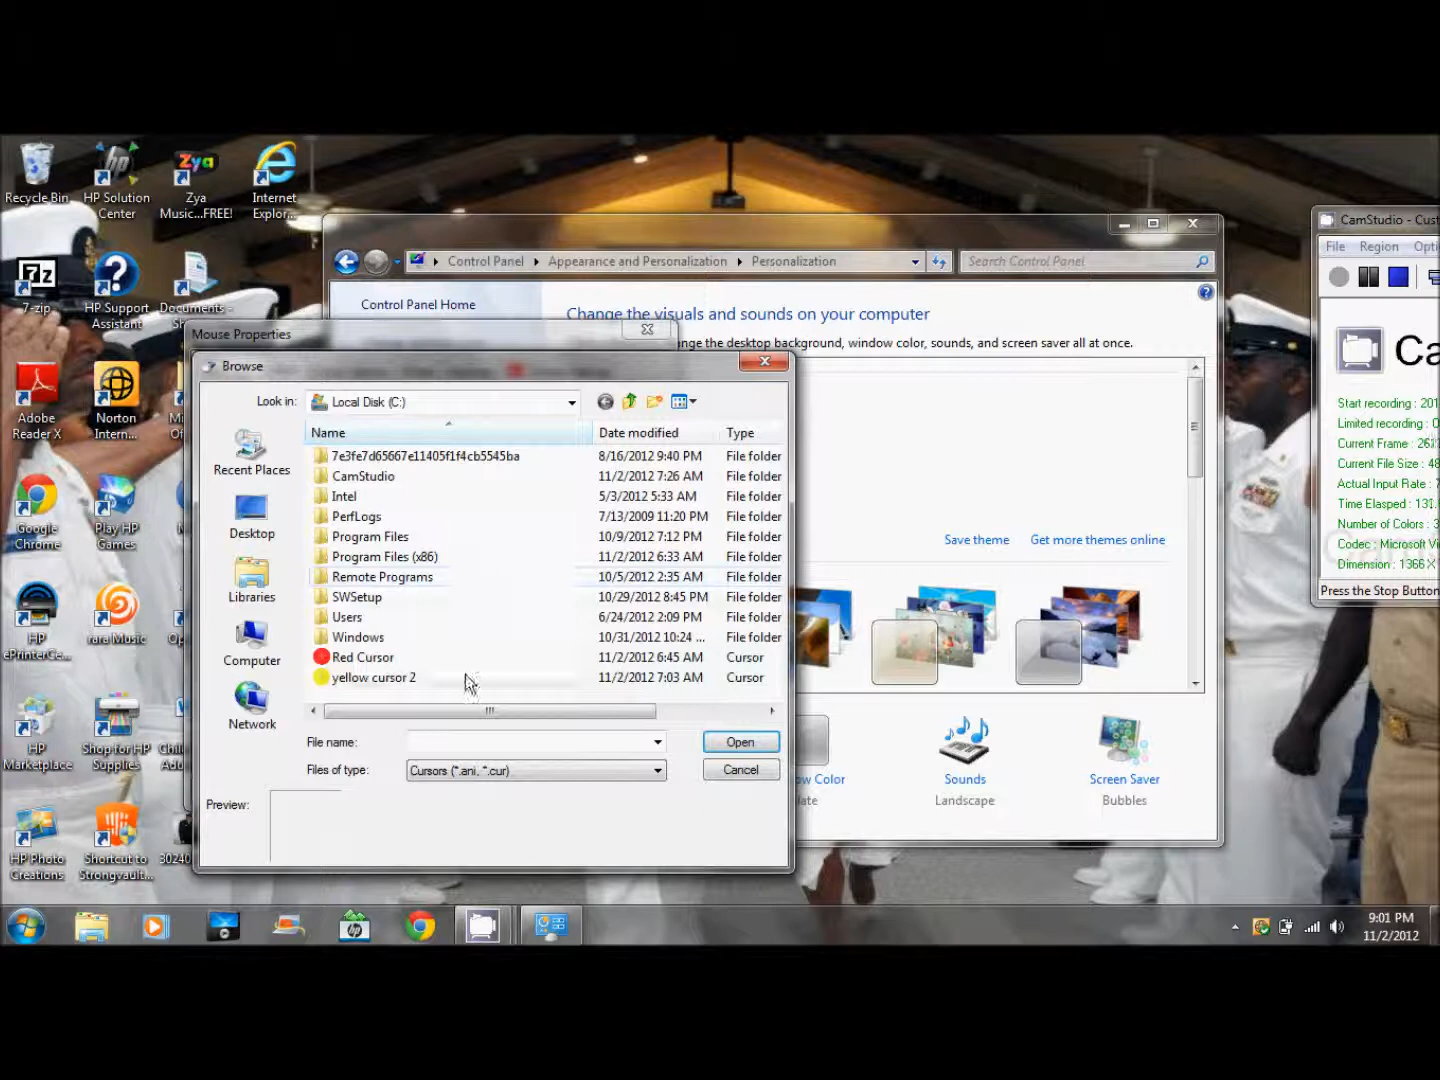 Recycle Bin
HP Solution
Center
Zya
Music...FREE!
Internet
Explor...
7-zip
HP Support
Assistant
Documents -
Adobe
Reader X
Norton
Intern...
Google
Chrome
Play HP
Games
HP
ePrinterCe...
rara Music
HP
Marketplace
Shop for HP
Supplies
HP Photo
Creations
Shortcut to
Strongvault...
30240
Control Panel
Appearance and Personalization
Personalization
Search Control Panel
Control Panel Home
Change the visuals and sounds on your computer
nge the desktop background, window color, sounds, and screen saver all at once.
Save theme
Get more themes online
ow Color
late
Sounds
Landscape
Screen Saver
Bubbles
Mouse Properties
Browse
Look in:
Local Disk (C:)
Name
Date modified
Type
7e3fe7d65667e11405f1f4cb5545ba
8/16/2012 9:40 PM
File folder
CamStudio
11/2/2012 7:26 AM
File folder
Intel
5/3/2012 5:33 AM
File folder
PerfLogs
7/13/2009 11:20 PM
File folder
Program Files
10/9/2012 7:12 PM
File folder
Program Files (x86)
11/2/2012 6:33 AM
File folder
Remote Programs
10/5/2012 2:35 AM
File folder
SWSetup
10/29/2012 8:45 PM
File folder
Users
6/24/2012 2:09 PM
File folder
Windows
10/31/2012 10:24 ...
File folder
Red Cursor
11/2/2012 6:45 AM
Cursor
yellow cursor 2
11/2/2012 7:03 AM
Cursor
Recent Places
Desktop
Libraries
Computer
Network
File name:
Open
Files of type:
Cursors (*.ani, *.cur)
Cancel
Preview:
CamStudio - Cust
File
Region
Opti
Ca
Start recording : 201
Limited recording : 0
Current Frame : 261
Current File Size : 48
Actual Input Rate : 7
Time Elasped : 131.
Number of Colors : 3
Codec : Microsoft Vi
Dimension : 1366 X
Press the Stop Button
9:01 PM
11/2/2012